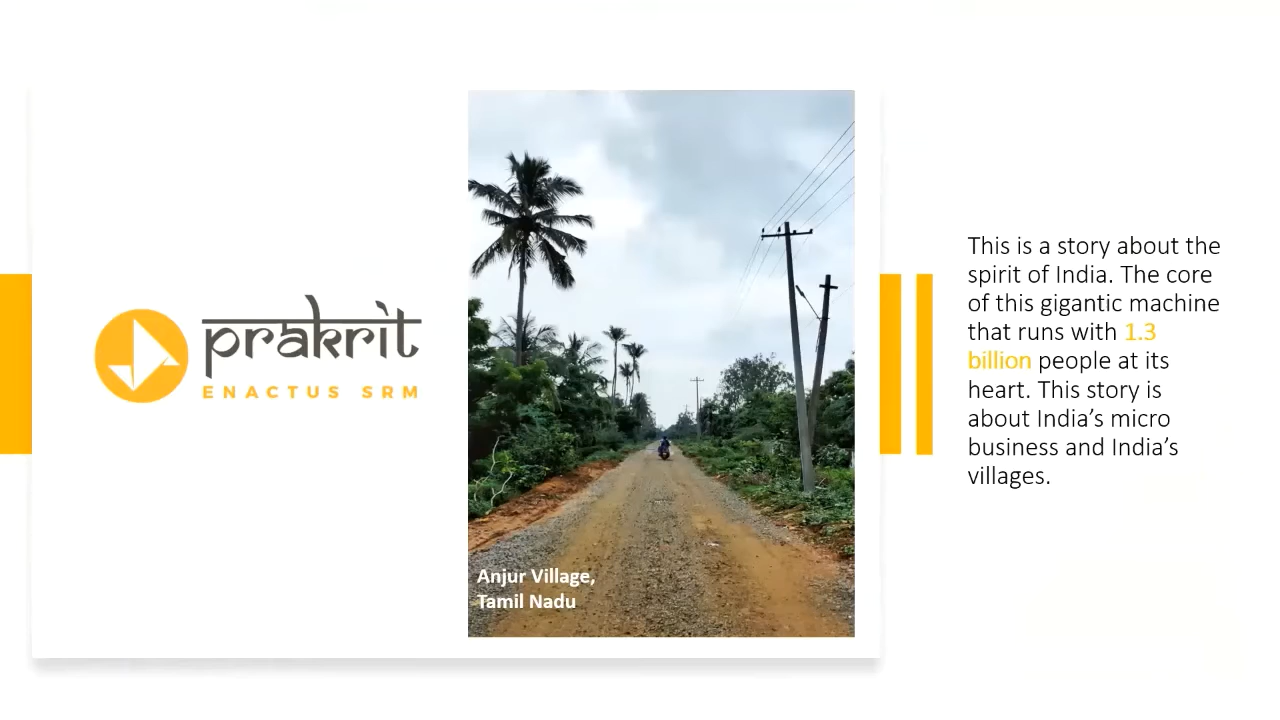 prakrit
ENACTUS SRM
Anjur Village,
Tamil Nadu
This is a story about the
spirit of India. The core
of this gigantic machine
that runs with 1.3
billion people at its
heart. This story is
about India’s micro
business and India’s
villages.